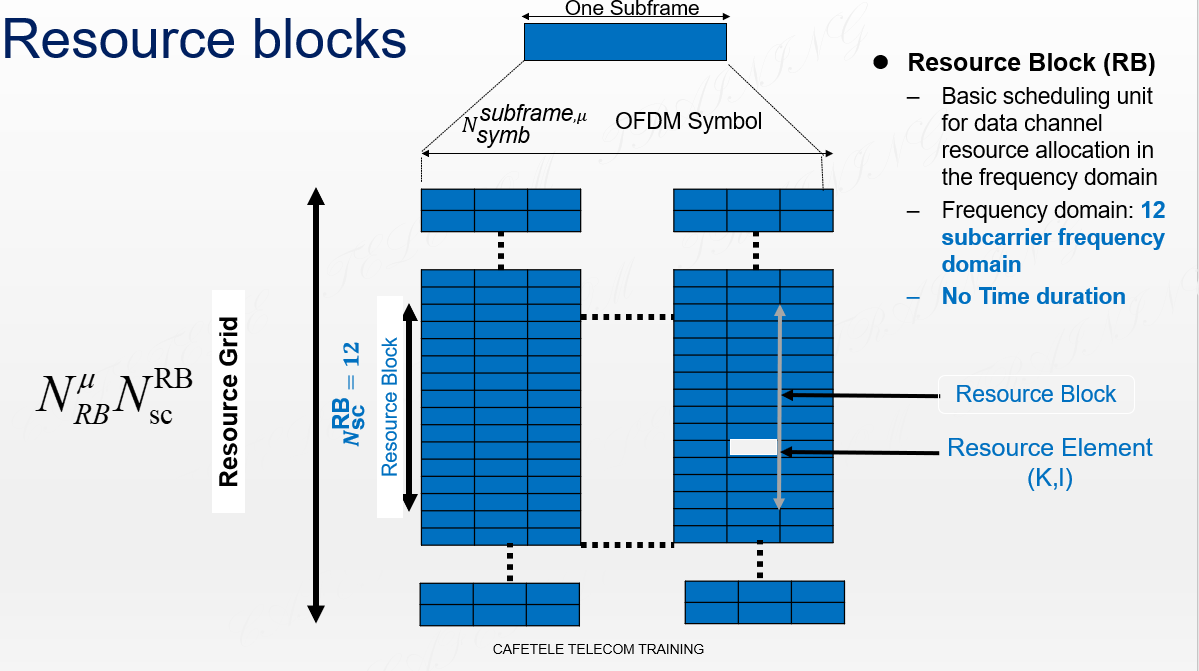 Resource blocks
One Subframe
N subframe,μ symb OFDM Symbol
● Resource Block (RB)
– Basic scheduling unit
for data channel
resource allocation in
the frequency domain
– Frequency domain: 12
subcarrier frequency
domain
– No Time duration
N μ RB N RB sc
Resource Grid
N RB sc = 12
Resource Block
Resource Block
Resource Element
(K,l)
CAFETELE TELECOM TRAINING